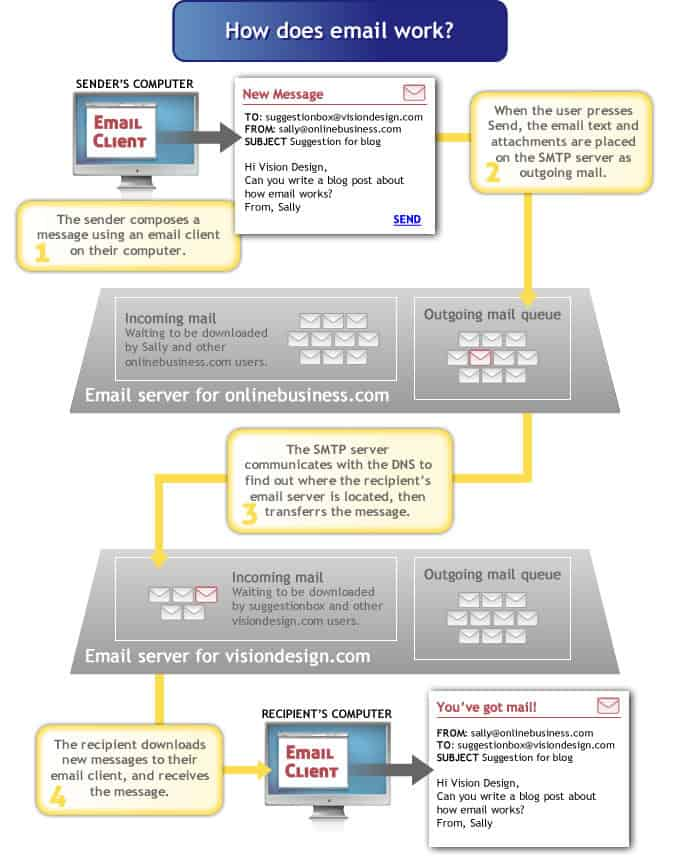 How does email work?
SENDER'S COMPUTER
Email
Client
New Message
TO: suggestionbox@visiondesign.com
FROM: sally@onlinebusiness.com
SUBJECT Suggestion for blog
Hi Vision Design,
Can you write a blog post about
how email works?
From, Sally
SEND
The sender composes a
message using an email client
on their computer.
1
When the user presses
Send, the email text and
attachments are placed
on the SMTP server as
outgoing mail.
2
Incoming mail
Waiting to be downloaded
by Sally and other
onlinebusiness.com users.
Outgoing mail queue
Email server for onlinebusiness.com
The SMTP server
communicates with the DNS to
find out where the recipient's
email server is located, then
transferrs the message.
3
Incoming mail
Waiting to be downloaded
by suggestionbox and other
visiondesign.com users.
Outgoing mail queue
Email server for visiondesign.com
The recipient downloads
new messages to their
email client, and receives
the message.
4
RECIPIENT'S COMPUTER
Email
Client
You've got mail!
FROM: sally@onlinebusiness.com
TO: suggestionbox@visiondesign.com
SUBJECT Suggestion for blog
Hi Vision Design,
Can you write a blog post about
how email works?
From, Sally